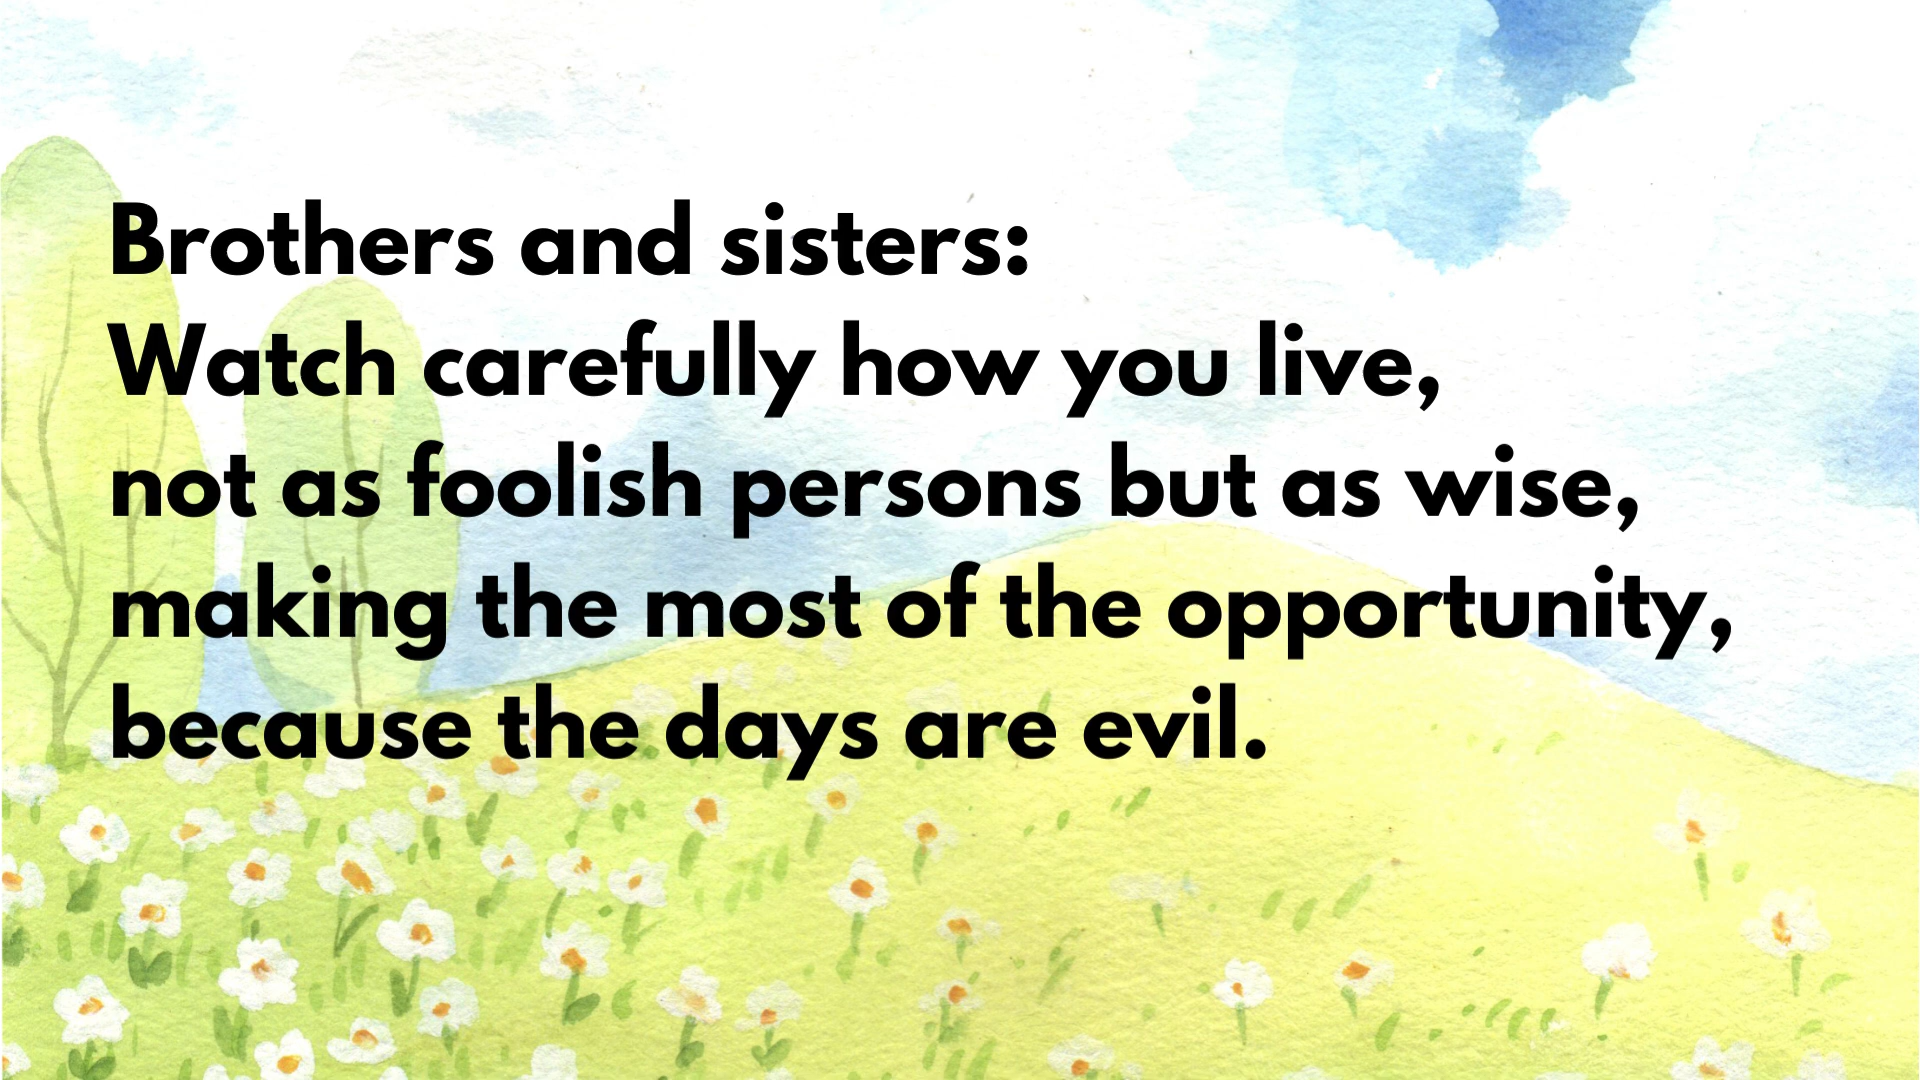 Brothers and sisters:
Watch carefully how you live,
not as foolish persons but as wise,
making the most of the opportunity,
because the days are evil.